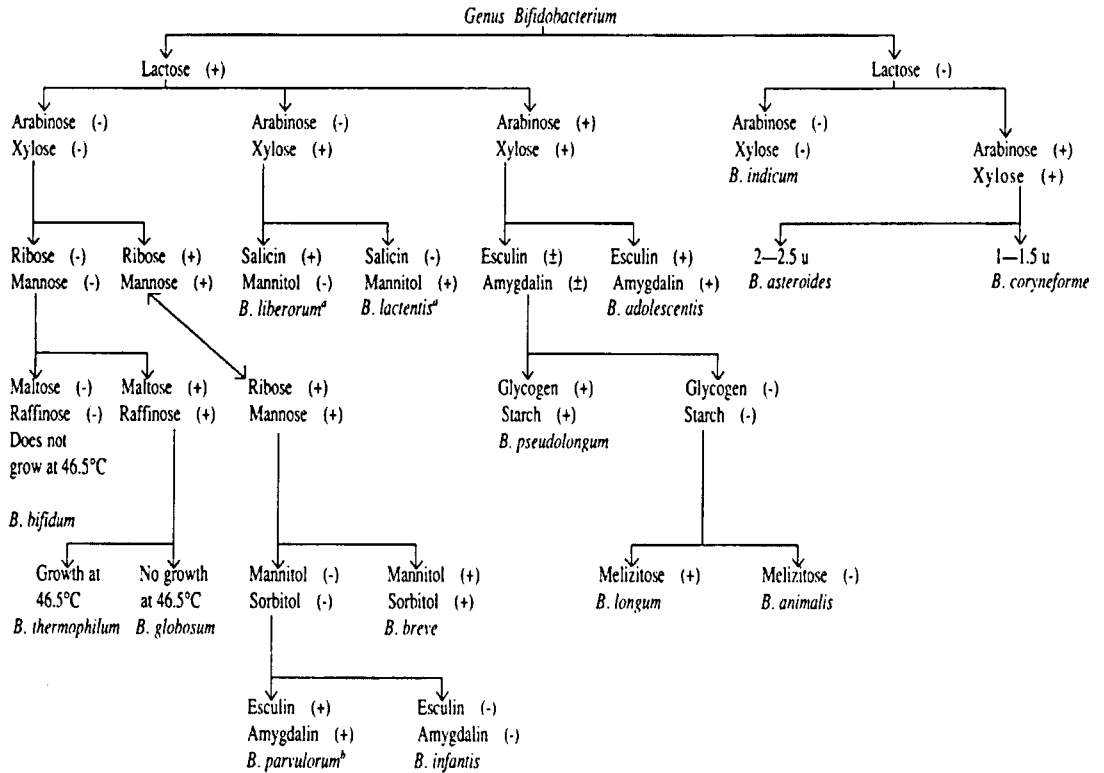 Genus Bifidobacterium
Lactose (+) Lactose (-)
Arabinose (-) Arabinose (-) Arabinose (+) Arabinose (-)
Xylose (-) Xylose (+) Xylose (+) Xylose (-) Arabinose (+)
B. indicum Xylose (+)
Ribose (-) Ribose (+) Salicin (+) Salicin (-) Esculin (±) Esculin (+) 2—2.5 u 1—1.5 u
Mannose (-) Mannose (+) Mannitol (-) Mannitol (+) Amygdalin (±) Amygdalin (+) B. asteroides B. coryneforme
B. liberorumᵃ B. lactentisᵃ B. adolescentis
Maltose (-) Maltose (+) Ribose (+) Glycogen (+) Glycogen (-)
Raffinose (-) Raffinose (+) Mannose (+) Starch (+) Starch (-)
Does not B. pseudolongum
grow at 46.5°C
B. bifidum
Growth at No growth Mannitol (-) Mannitol (+) Melizitose (+) Melizitose (-)
46.5°C at 46.5°C Sorbitol (-) Sorbitol (+) B. longum B. animalis
B. thermophilum B. globosum B. breve
Esculin (+) Esculin (-)
Amygdalin (+) Amygdalin (-)
B. parvulorumᵇ B. infantis